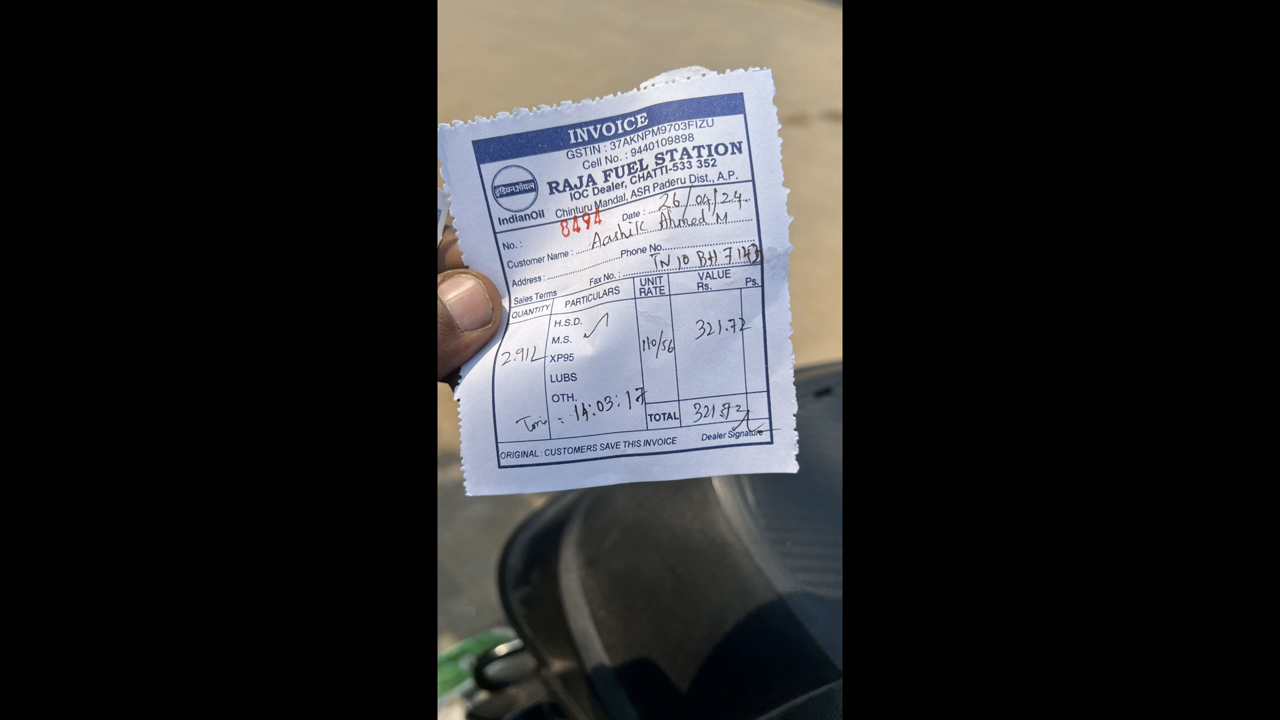 INVOICE
GSTIN : 37AKNPM9703FIZU
Cell No. : 9440109898
RAJA FUEL STATION
IOC Dealer, CHATTI-533 352
Chinturu Mandal, ASR Paderu Dist., A.P.
इंडियनऑयल
IndianOil
No. : 8494 Date : 26/04/24
Customer Name : Aashik Ahmed M
Address : Phone No.
Sales Terms Fax No. : TN 10 BH 7143
QUANTITY PARTICULARS UNIT RATE VALUE Rs. Ps.
H.S.D.
M.S. ✓
2.91L XP95 110/56 321.72
LUBS
OTH.
Time = 14:03:17
TOTAL 321.72
ORIGINAL : CUSTOMERS SAVE THIS INVOICE Dealer Signature